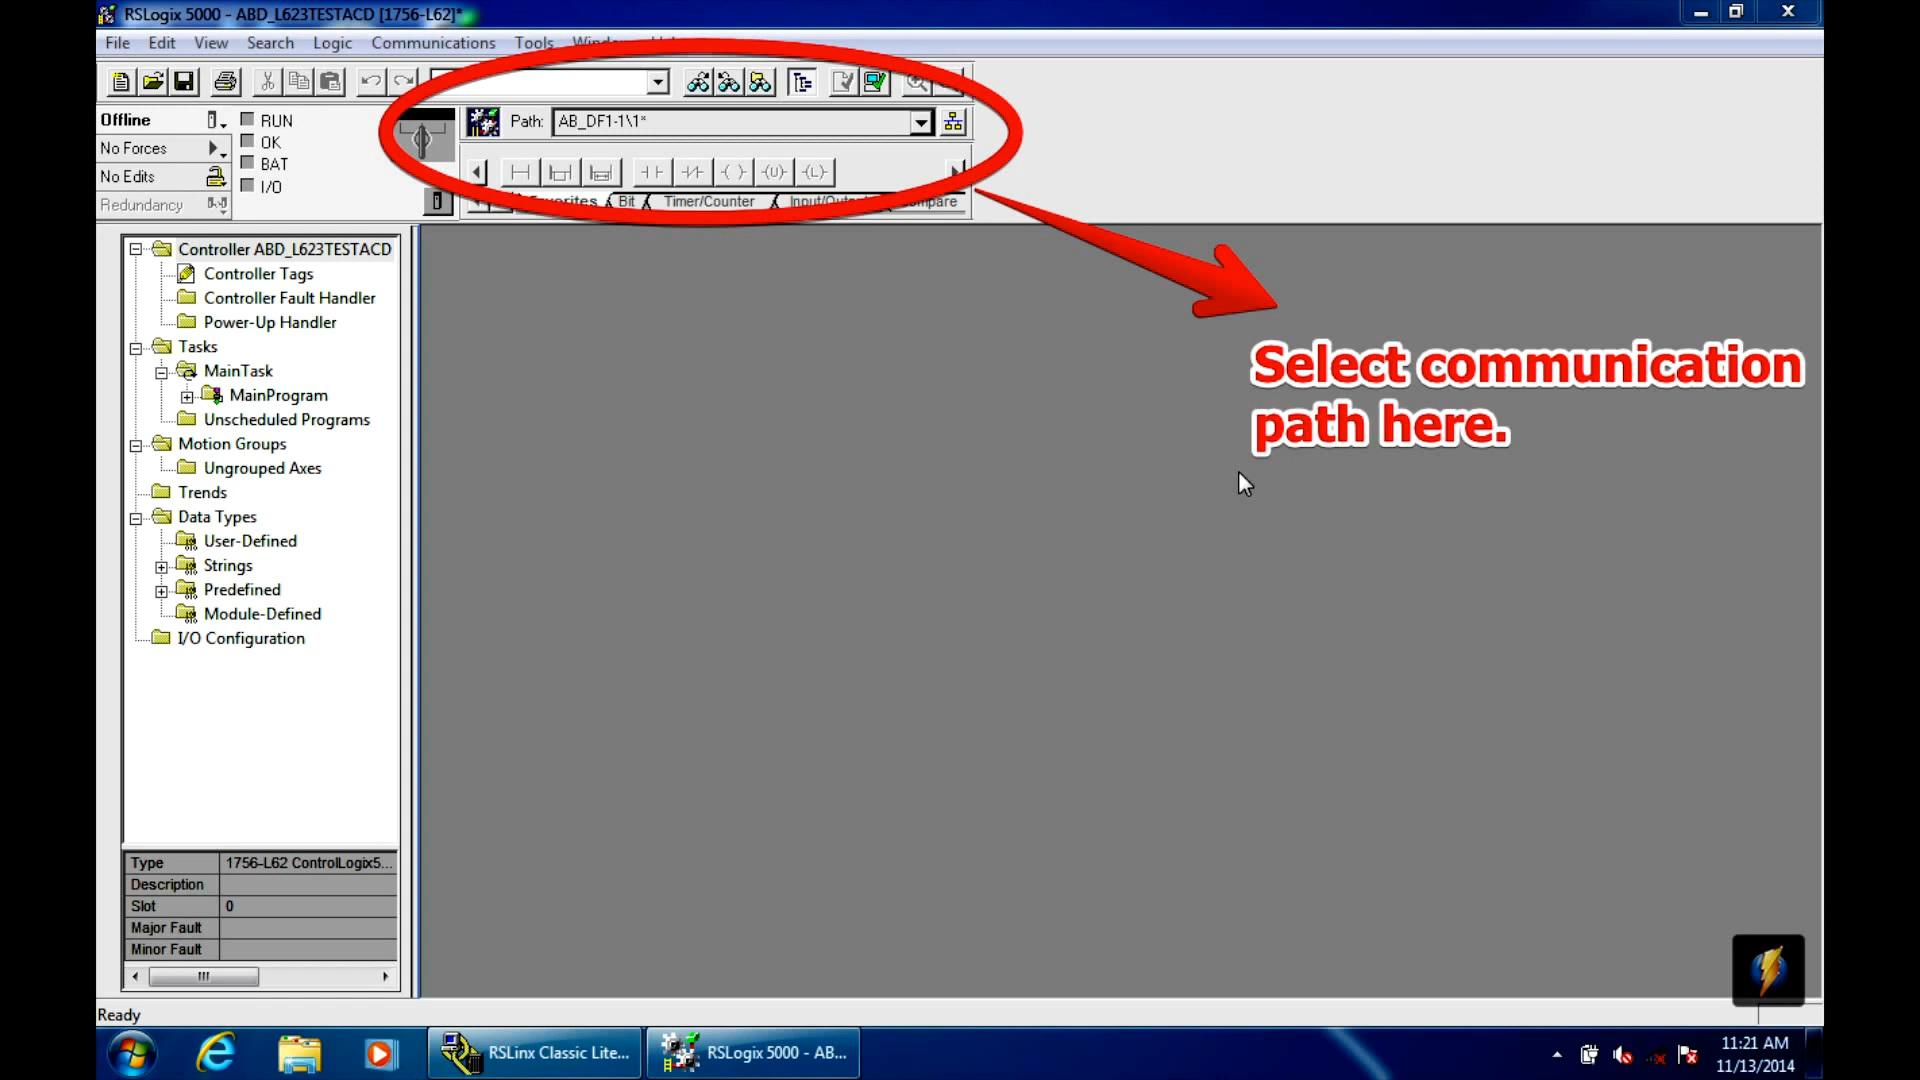 RSLogix 5000 - ABD_L623TESTACD [1756-L62]*
File Edit View Search Logic Communications Tools
Offline
RUN
No Forces
OK
BAT
No Edits
I/O
Redundancy
Path: AB_DF1-1\1*
Favorites Bit Timer/Counter
Controller ABD_L623TESTACD
Controller Tags
Controller Fault Handler
Power-Up Handler
Tasks
MainTask
MainProgram
Unscheduled Programs
Motion Groups
Ungrouped Axes
Trends
Data Types
User-Defined
Strings
Predefined
Module-Defined
I/O Configuration
Select communication
path here.
Type 1756-L62 ControlLogix5...
Description
Slot 0
Major Fault
Minor Fault
Ready
RSLinx Classic Lite...
RSLogix 5000 - AB...
11:21 AM
11/13/2014